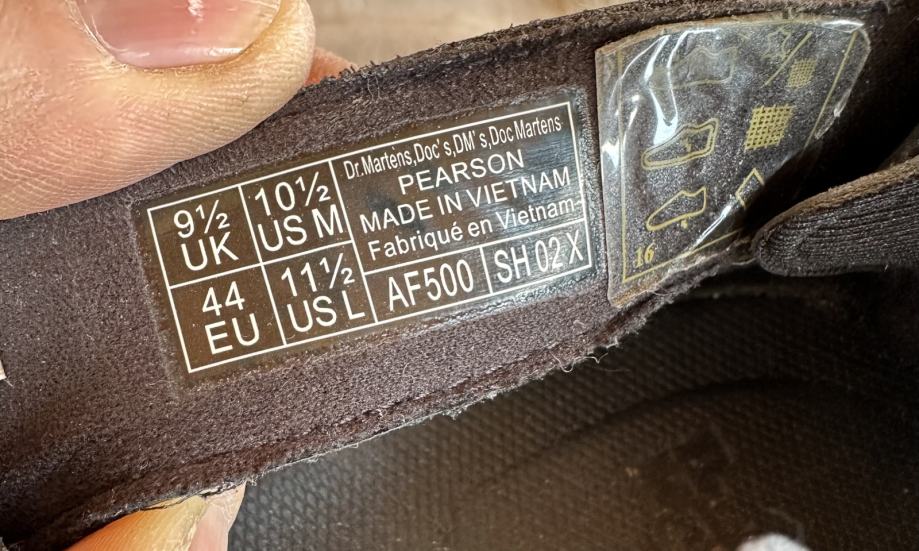 9½
UK
10½
US M
44
EU
11½
US L
Dr.Martens,Doc's,DM's,Doc Martens
PEARSON
MADE IN VIETNAM
Fabriqué en Vietnam-
AF500
SH 02 X
16